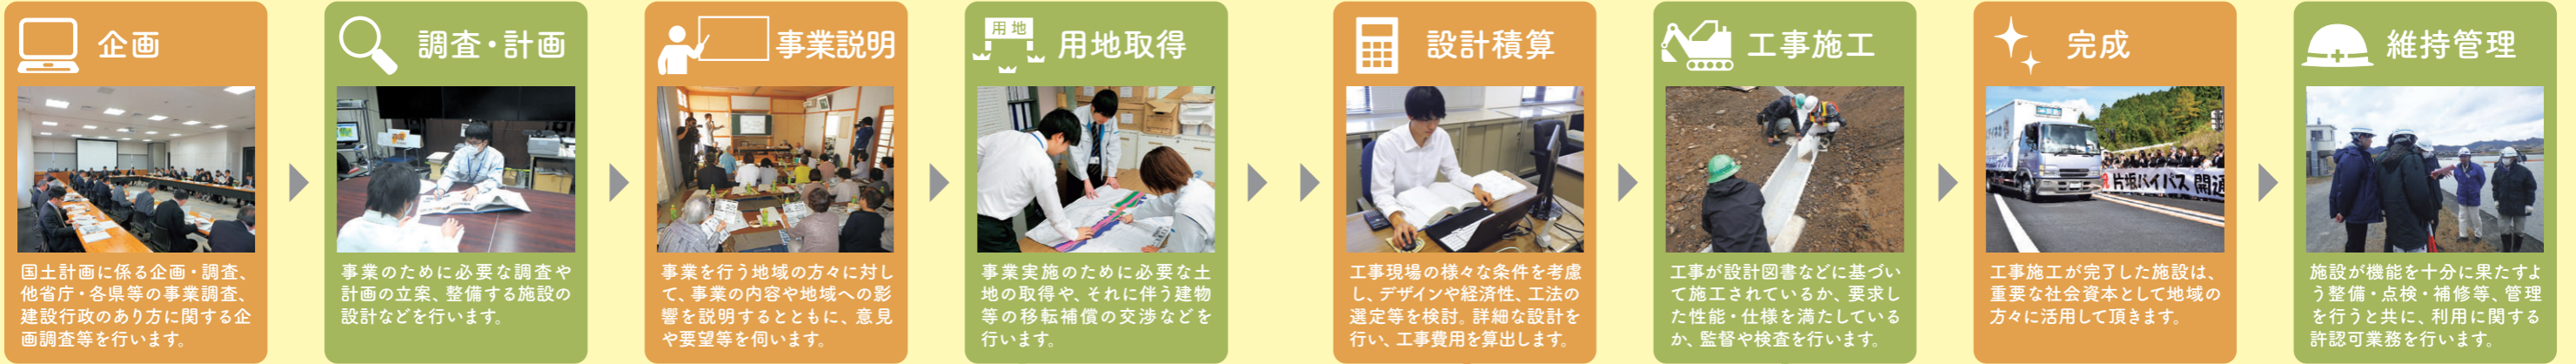 企画
国土計画に係る企画・調査、
他省庁・各県等の事業調査、
建設行政のあり方に関する企
画調査等を行います。
調査・計画
事業のために必要な調査や
計画の立案、整備する施設の
設計などを行います。
事業説明
事業を行う地域の方々に対し
て、事業の内容や地域への影
響を説明するとともに、意見
や要望等を伺います。
用地
用地取得
事業実施のために必要な土
地の取得や、それに伴う建物
等の移転補償の交渉などを
行います。
設計積算
工事現場の様々な条件を考慮
し、デザインや経済性、工法の
選定等を検討。詳細な設計を
行い、工事費用を算出します。
工事施工
工事が設計図書などに基づい
て施工されているか、要求し
た性能・仕様を満たしている
か、監督や検査を行います。
完成
片坂バイパス 開通
工事施工が完了した施設は、
重要な社会資本として地域の
方々に活用して頂きます。
維持管理
施設が機能を十分に果たすよ
う整備・点検・補修等、管理
を行うと共に、利用に関する
許認可業務を行います。